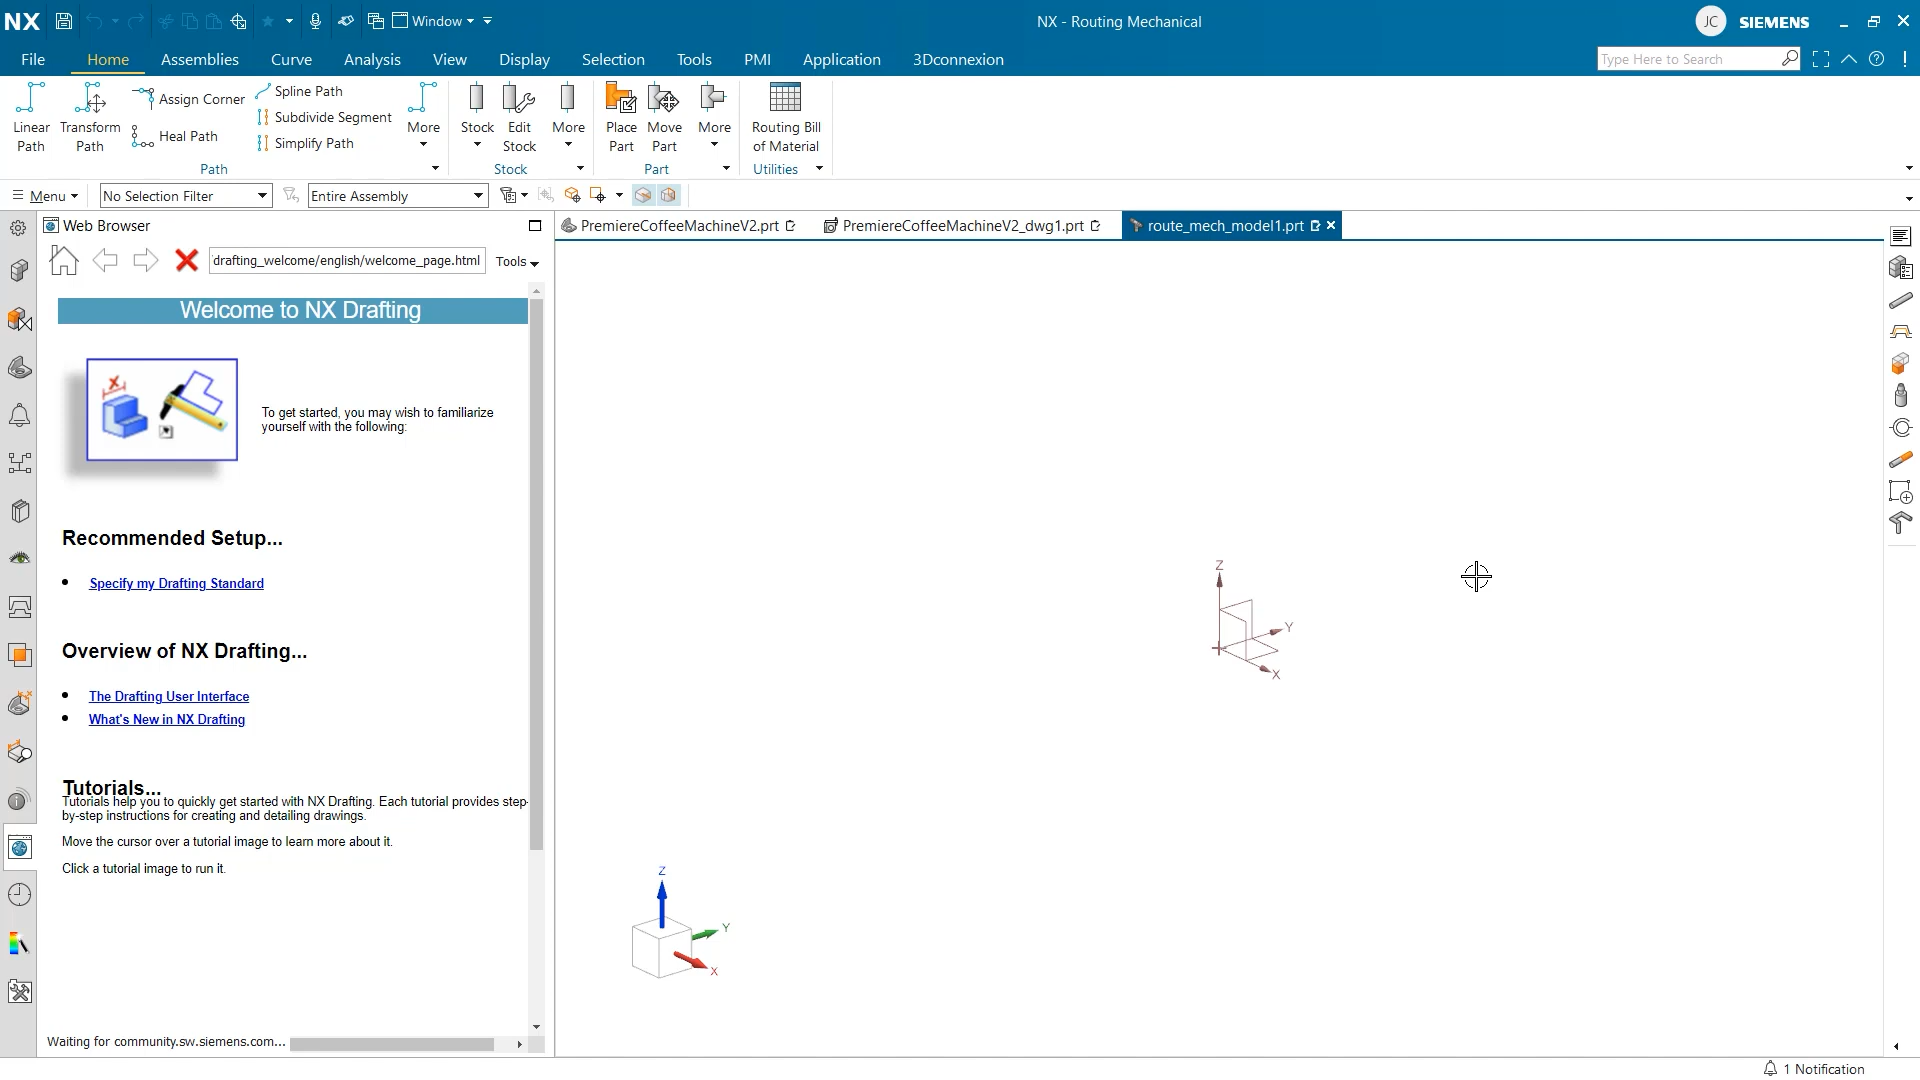 NX
Window
NX - Routing Mechanical
JC
SIEMENS
File
Home
Assemblies
Curve
Analysis
View
Display
Selection
Tools
PMI
Application
3Dconnexion
Type Here to Search
Linear
Path
Transform
Path
Assign Corner
Heal Path
Spline Path
Subdivide Segment
Simplify Path
More
Path
Stock
Edit
Stock
More
Stock
Place
Part
Move
Part
More
Part
Routing Bill
of Material
Utilities
Menu
No Selection Filter
Entire Assembly
Web Browser
PremiereCoffeeMachineV2.prt
PremiereCoffeeMachineV2_dwg1.prt
route_mech_model1.prt
drafting_welcome/english/welcome_page.html
Tools
Welcome to NX Drafting
To get started, you may wish to familiarize
yourself with the following:
Recommended Setup...
Specify my Drafting Standard
Overview of NX Drafting...
The Drafting User Interface
What's New in NX Drafting
Tutorials...
Tutorials help you to quickly get started with NX Drafting. Each tutorial provides step-
by-step instructions for creating and detailing drawings.
Move the cursor over a tutorial image to learn more about it.
Click a tutorial image to run it.
Z
Y
X
Z
Y
X
Waiting for community.sw.siemens.com...
1 Notification